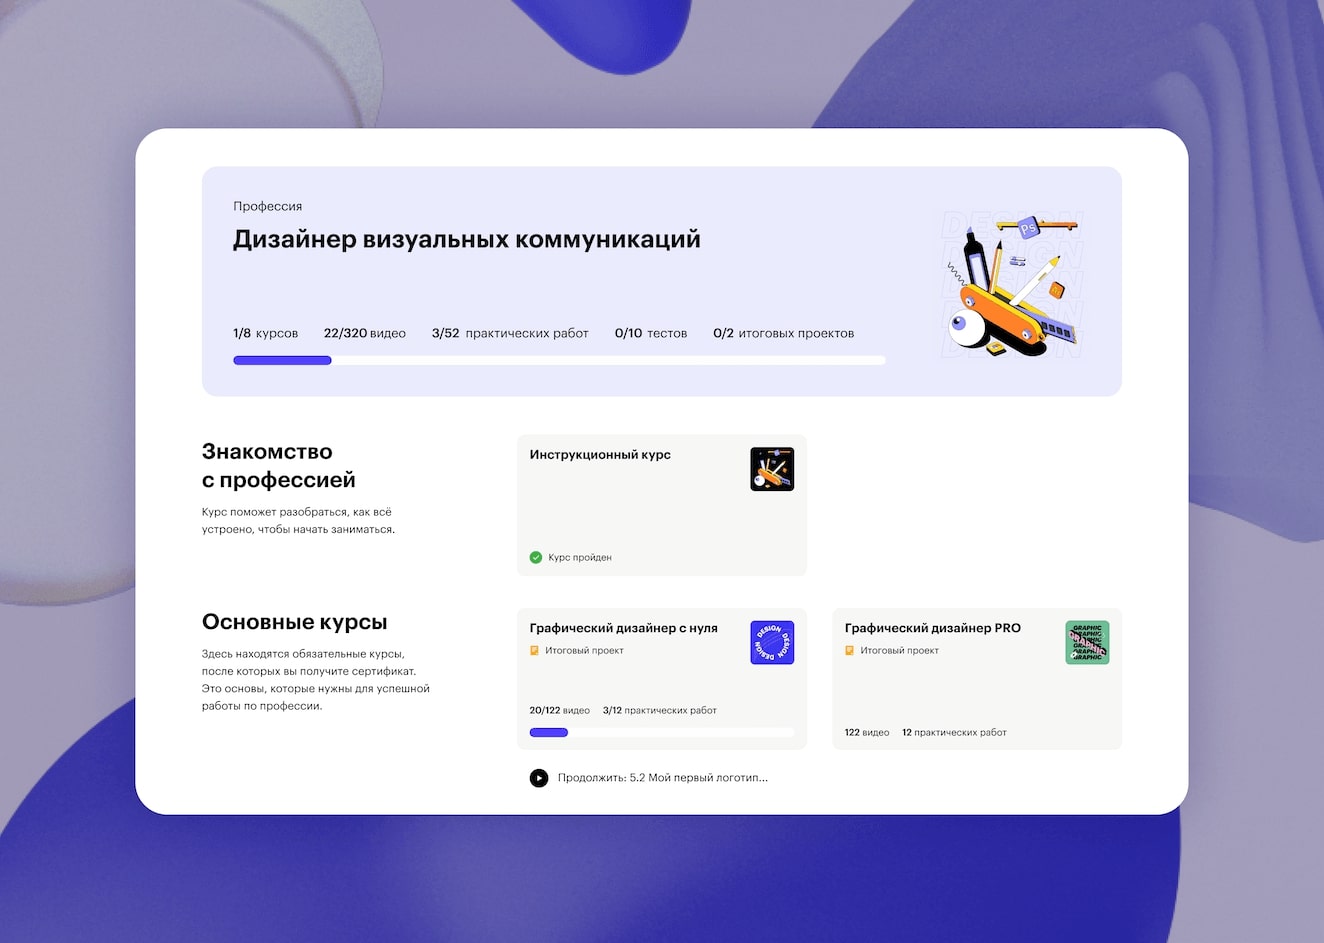 Профессия
Дизайнер визуальных коммуникаций
1/8 курсов 22/320 видео 3/52 практических работ 0/10 тестов 0/2 итоговых проектов
DESIGN
DESIGN
DESIGN
DESIGN
DESIGN
Ps
Знакомство
с профессией
Курс поможет разобраться, как всё
устроено, чтобы начать заниматься.
Инструкционный курс
Курс пройден
Основные курсы
Здесь находятся обязательные курсы,
после которых вы получите сертификат.
Это основы, которые нужны для успешной
работы по профессии.
Графический дизайнер с нуля
Итоговый проект
DESIGN DESIGN DESIGN
20/122 видео 3/12 практических работ
Продолжить: 5.2 Мой первый логотип...
Графический дизайнер PRO
Итоговый проект
GRAPHIC
GRAPHIC
GRAPHIC
GRAPHIC
GRAPHIC
122 видео 12 практических работ